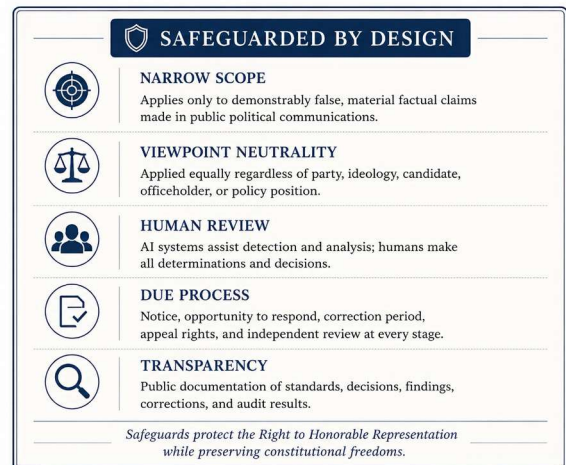 SAFEGUARDED BY DESIGN
NARROW SCOPE
Applies only to demonstrably false, material factual claims
made in public political communications.
VIEWPOINT NEUTRALITY
Applied equally regardless of party, ideology, candidate,
officeholder, or policy position.
HUMAN REVIEW
AI systems assist detection and analysis; humans make
all determinations and decisions.
DUE PROCESS
Notice, opportunity to respond, correction period,
appeal rights, and independent review at every stage.
TRANSPARENCY
Public documentation of standards, decisions, findings,
corrections, and audit results.
Safeguards protect the Right to Honorable Representation
while preserving constitutional freedoms.